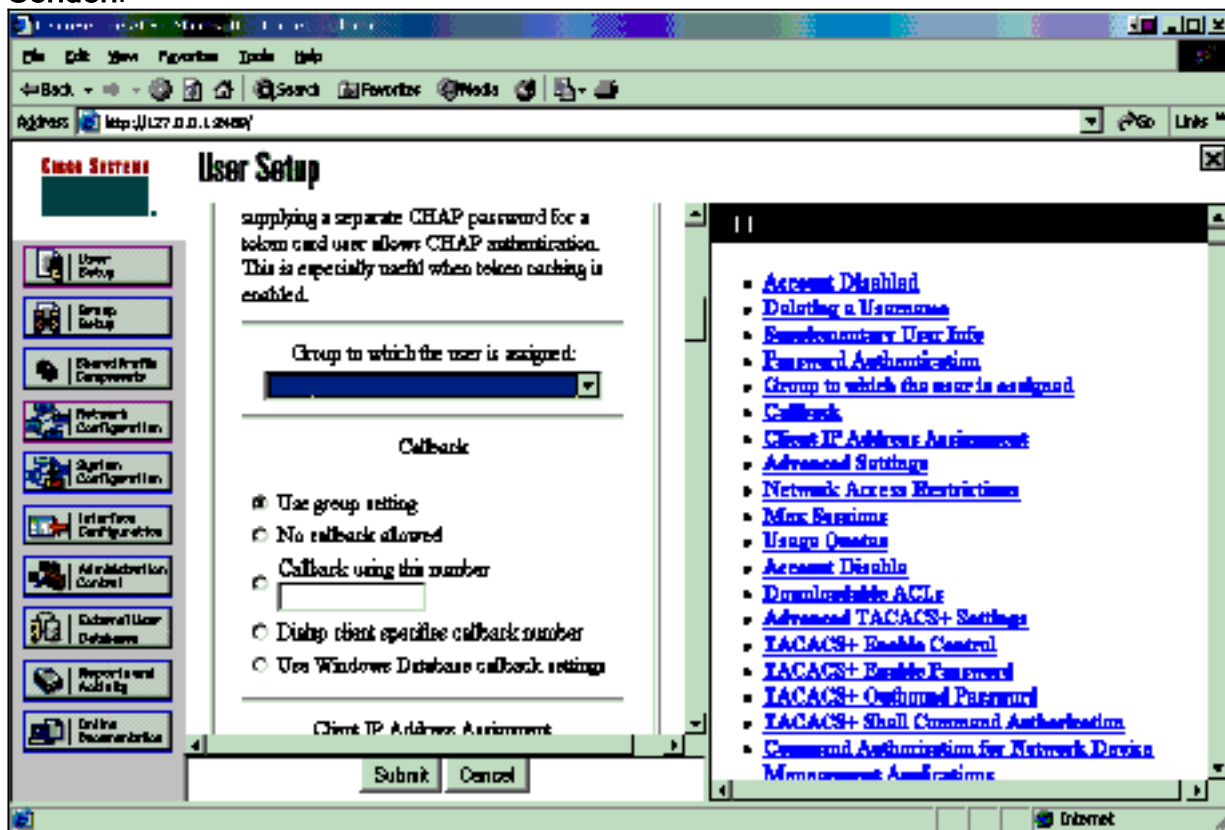 File Edit View Favorites Tools Help
Back Search Favorites Media
Address http://127.0.0.1:2489/ Go Links
CISCO SYSTEMS
User Setup
User Setup
Group Setup
Shared Profile Components
Network Configuration
System Configuration
Interface Configuration
Administration Control
External User Databases
Reports and Activity
Online Documentation
supplying a separate CHAP password for a
token card user allows CHAP authentication.
This is especially useful when token caching is
enabled.
Group to which the user is assigned:
Callback
Use group setting
No callback allowed
Callback using this number
Dialup client specifies callback number
Use Windows Database callback settings
Client IP Address Assignment
Submit Cancel
Account Disabled
Deleting a Username
Supplementary User Info
Password Authentication
Group to which the user is assigned
Callback
Client IP Address Assignment
Advanced Settings
Network Access Restrictions
Max Sessions
Usage Quotas
Account Disable
Downloadable ACLs
Advanced TACACS+ Settings
TACACS+ Enable Control
TACACS+ Enable Password
TACACS+ Outbound Password
TACACS+ Shell Command Authorization
Command Authorization for Network Device
Management Applications
Internet